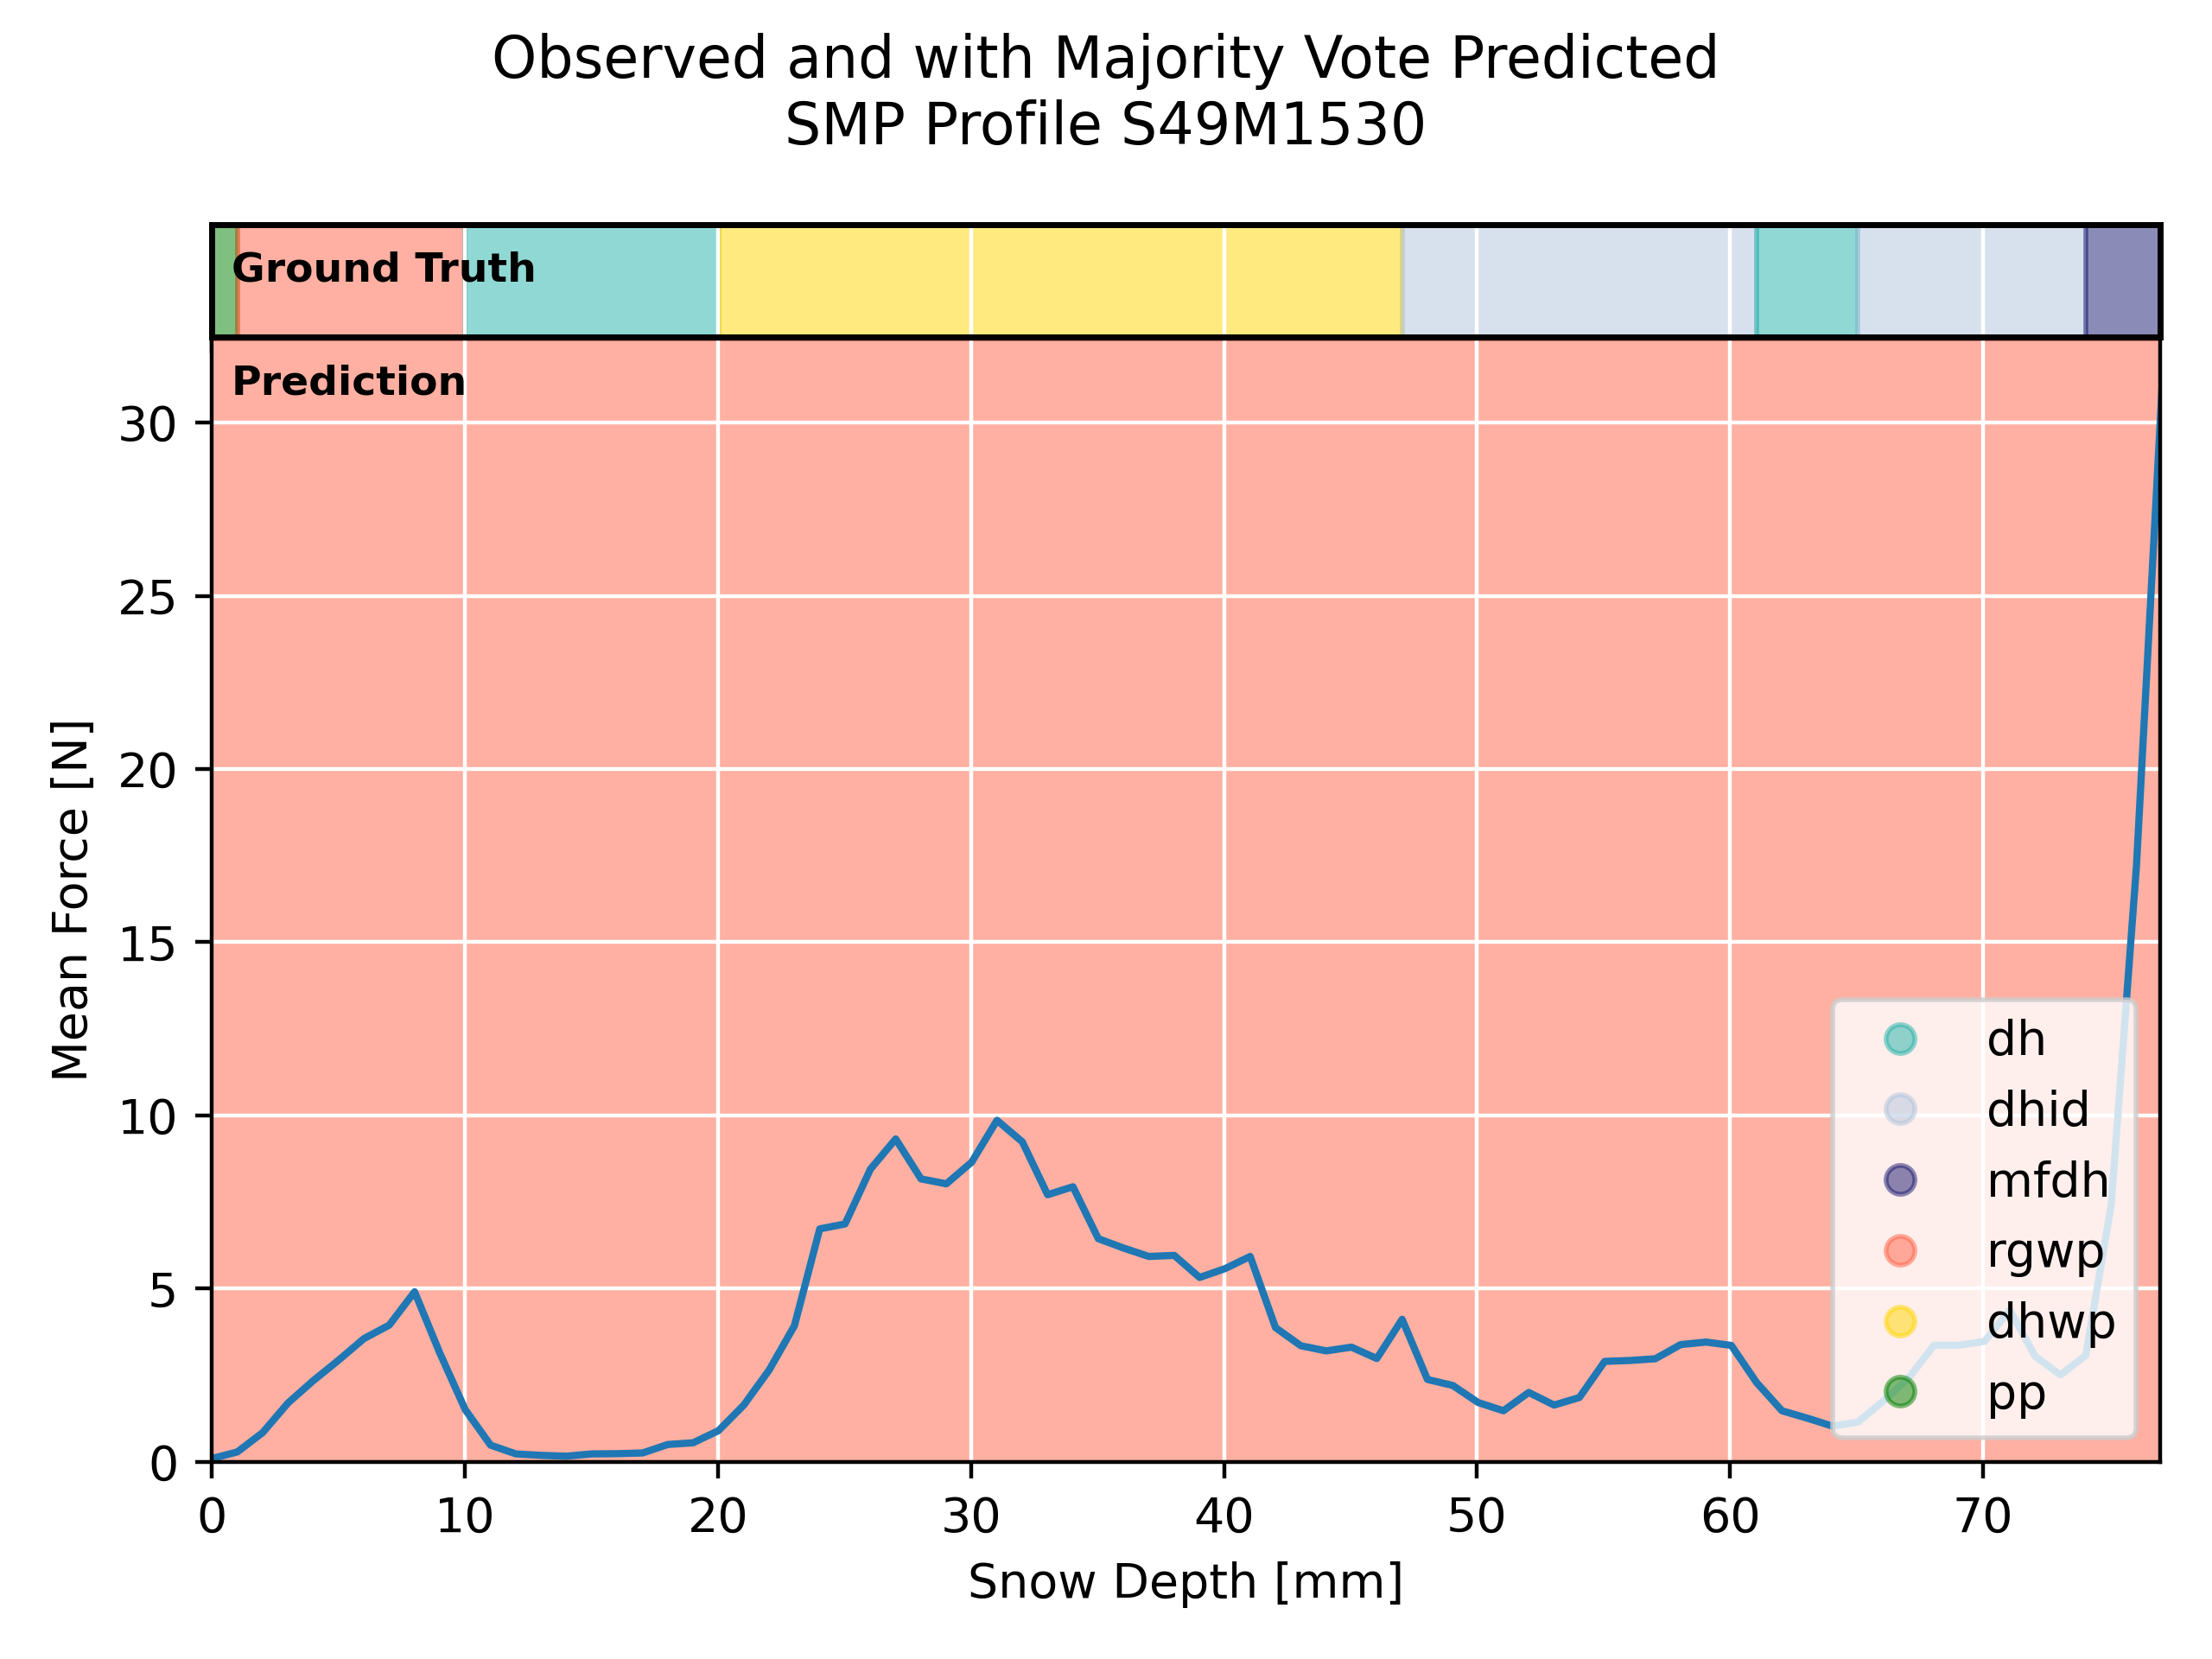 Observed and with Majority Vote Predicted
SMP Profile S49M1530
Ground Truth
Prediction
30
25
20
15
10
5
0
Mean Force [N]
dh
dhid
mfdh
rgwp
dhwp
pp
0 10 20 30 40 50 60 70
Snow Depth [mm]